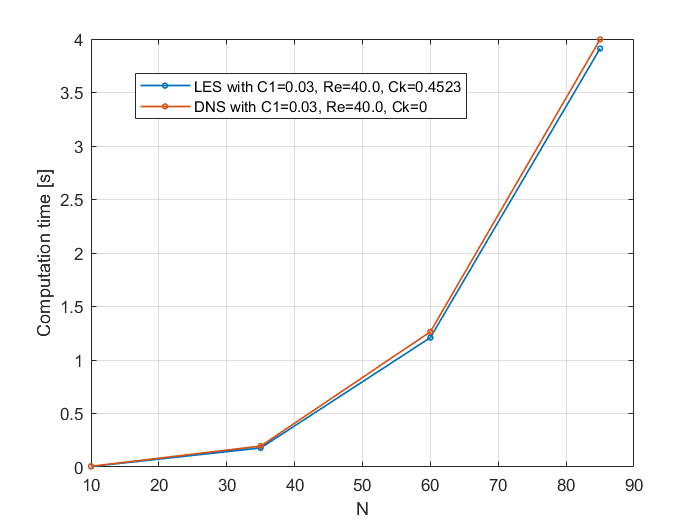 4
3.5
3
2.5
2
1.5
1
0.5
0
Computation time [s]
LES with C1=0.03, Re=40.0, Ck=0.4523
DNS with C1=0.03, Re=40.0, Ck=0
10 20 30 40 50 60 70 80 90
N